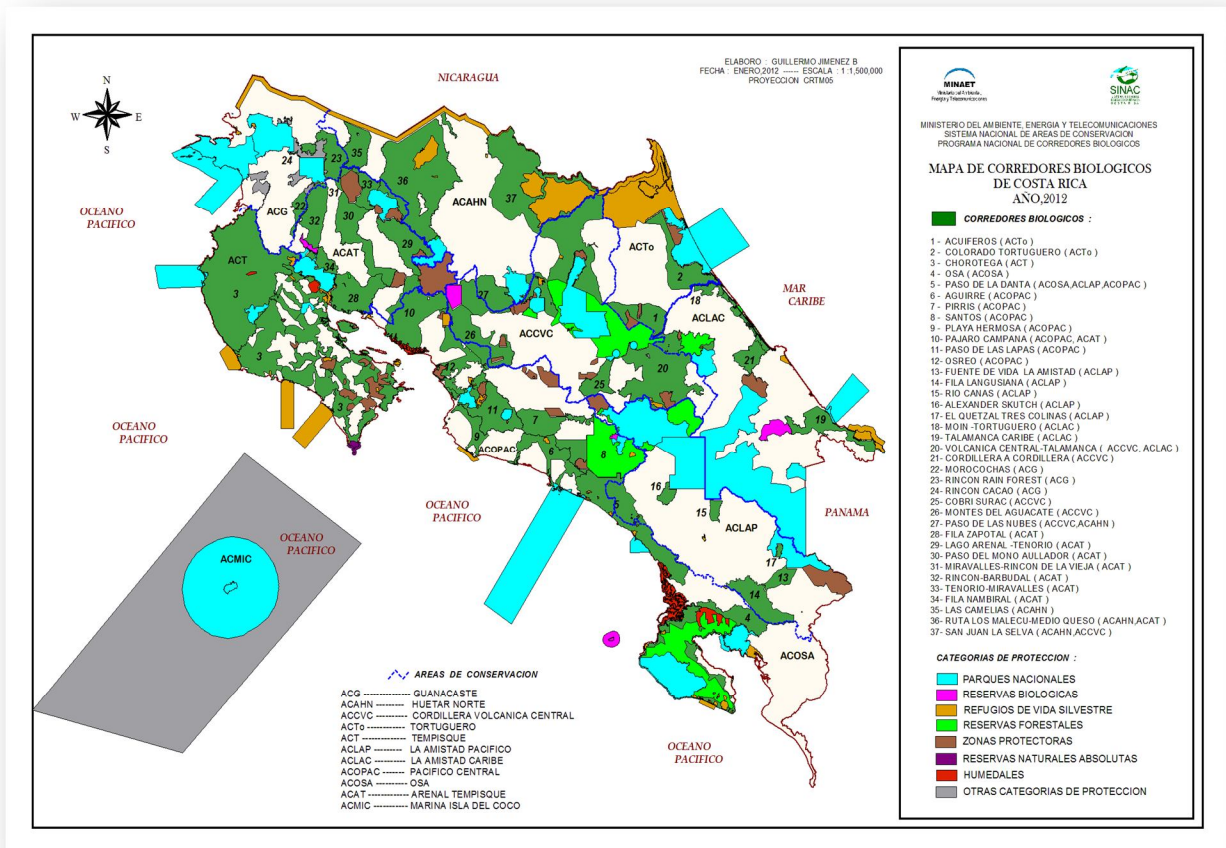 ELABORO : GUILLERMO JIMENEZ B
FECHA : ENERO,2012 ------ ESCALA : 1 :1,500,000
PROYECCION CRTM05
NICARAGUA
N
W E
S
OCEANO
PACIFICO
OCEANO
PACIFICO
OCEANO
PACIFICO
OCEANO
PACIFICO
OCEANO
PACIFICO
MAR
CARIBE
PANAMA
ACG
ACT
ACAT
ACAHN
ACTo
ACLAC
ACCVC
ACOPAC
ACLAP
ACOSA
ACMIC
24
23
35
36
37
22
31
33
32
30
29
34
28
3
3
3
10
27
26
12
11
9
7
6
8
25
20
1
18
2
21
19
16
15
17
13
14
4
5
AREAS DE CONSERVACION
ACG -------------- GUANACASTE
ACAHN ---------- HUETAR NORTE
ACCVC ---------- CORDILLERA VOLCANICA CENTRAL
ACTo ------------ TORTUGUERO
ACT -------------- TEMPISQUE
ACLAP --------- LA AMISTAD PACIFICO
ACLAC ---------- LA AMISTAD CARIBE
ACOPAC ------- PACIFICO CENTRAL
ACOSA ---------- OSA
ACAT ------------- ARENAL TEMPISQUE
ACMIC ----------- MARINA ISLA DEL COCO
MINAET
Ministerio del Ambiente,
Energía y Telecomunicaciones
SINAC
MINISTERIO DEL AMBIENTE, ENERGIA Y TELECOMUNICACIONES
SISTEMA NACIONAL DE AREAS DE CONSERVACION
PROGRAMA NACIONAL DE CORREDORES BIOLOGICOS
MAPA DE CORREDORES BIOLOGICOS
DE COSTA RICA
AÑO,2012
CORREDORES BIOLOGICOS :
1 - ACUIFEROS ( ACTo )
2 - COLORADO TORTUGUERO ( ACTo )
3 - CHOROTEGA ( ACT )
4 - OSA ( ACOSA )
5 - PASO DE LA DANTA ( ACOSA,ACLAP,ACOPAC )
6 - AGUIRRE ( ACOPAC )
7 - PIRRIS ( ACOPAC )
8 - SANTOS ( ACOPAC )
9 - PLAYA HERMOSA ( ACOPAC )
10- PAJARO CAMPANA ( ACOPAC, ACAT )
11- PASO DE LAS LAPAS ( ACOPAC )
12- OSREO ( ACOPAC )
13- FUENTE DE VIDA LA AMISTAD ( ACLAP )
14- FILA LANGUSIANA ( ACLAP )
15- RIO CANAS ( ACLAP )
16- ALEXANDER SKUTCH ( ACLAP )
17- EL QUETZAL TRES COLINAS ( ACLAP )
18- MOIN -TORTUGUERO ( ACLAC )
19- TALAMANCA CARIBE ( ACLAC )
20- VOLCANICA CENTRAL-TALAMANCA ( ACCVC, ACLAC )
21- CORDILLERA A CORDILLERA ( ACCVC )
22- MOROCOCHAS ( ACG )
23- RINCON RAIN FOREST ( ACG )
24- RINCON CACAO ( ACG )
25- COBRI SURAC ( ACCVC )
26- MONTES DEL AGUACATE ( ACCVC )
27- PASO DE LAS NUBES ( ACCVC,ACAHN )
28- FILA ZAPOTAL ( ACAT )
29- LAGO ARENAL -TENORIO ( ACAT )
30- PASO DEL MONO AULLADOR ( ACAT )
31- MIRAVALLES-RINCON DE LA VIEJA ( ACAT )
32- RINCON-BARBUDAL ( ACAT )
33- TENORIO-MIRAVALLES ( ACAT)
34- FILA NAMBIRAL ( ACAT )
35- LAS CAMELIAS ( ACAHN )
36- RUTA LOS MALECU-MEDIO QUESO ( ACAHN,ACAT )
37- SAN JUAN LA SELVA ( ACAHN,ACCVC )
CATEGORIAS DE PROTECCION :
PARQUES NACIONALES
RESERVAS BIOLOGICAS
REFUGIOS DE VIDA SILVESTRE
RESERVAS FORESTALES
ZONAS PROTECTORAS
RESERVAS NATURALES ABSOLUTAS
HUMEDALES
OTRAS CATEGORIAS DE PROTECCION